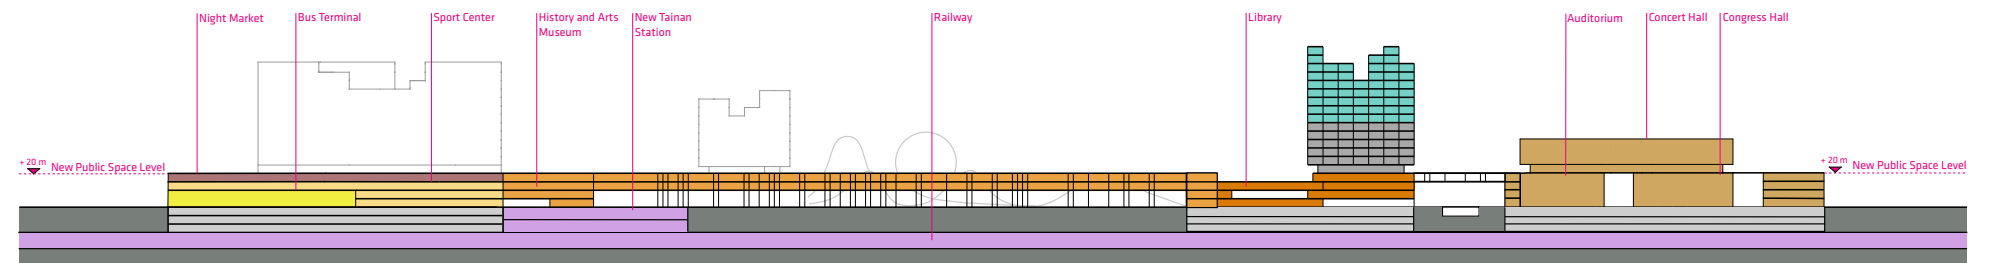 Night Market
Bus Terminal
Sport Center
History and Arts
Museum
New Tainan
Station
Railway
Library
Auditorium
Concert Hall
Congress Hall
+ 20 m
New Public Space Level
+ 20 m
New Public Space Level